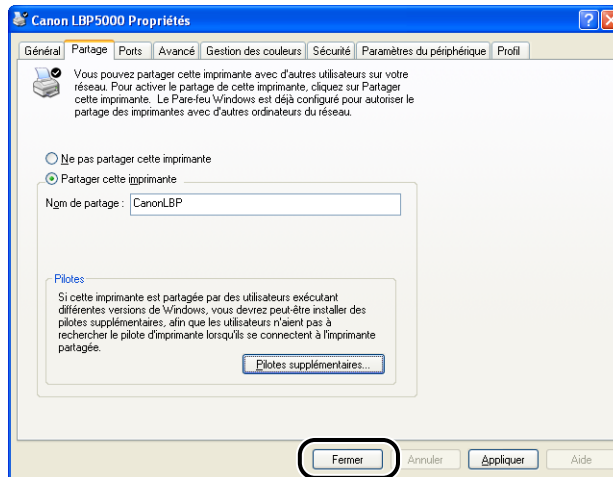 Canon LBP5000 Propriétés
Général Partage Ports Avancé Gestion des couleurs Sécurité Paramètres du périphérique Profil
Vous pouvez partager cette imprimante avec d'autres utilisateurs sur votre
réseau. Pour activer le partage de cette imprimante, cliquez sur Partager
cette imprimante. Le Pare-feu Windows est déjà configuré pour autoriser le
partage des imprimantes avec d'autres ordinateurs du réseau.
Ne pas partager cette imprimante
Partager cette imprimante
Nom de partage : CanonLBP
Pilotes
Si cette imprimante est partagée par des utilisateurs exécutant
différentes versions de Windows, vous devrez peut-être installer des
pilotes supplémentaires, afin que les utilisateurs n'aient pas à
rechercher le pilote d'imprimante lorsqu'ils se connectent à l'imprimante
partagée.
Pilotes supplémentaires...
Fermer Annuler Appliquer Aide